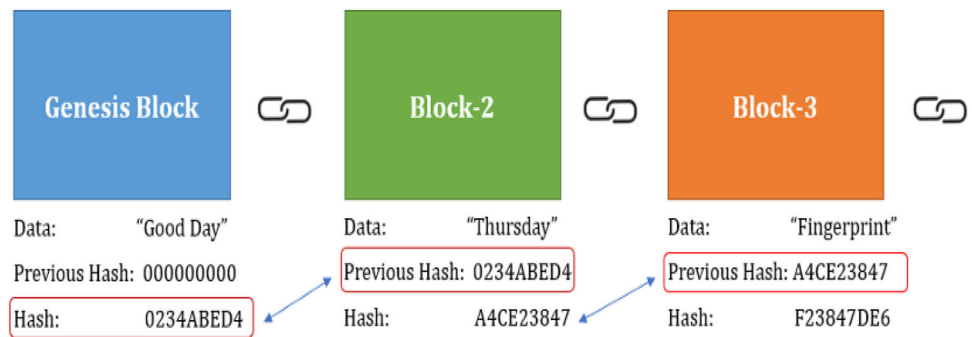 Genesis Block
Block-2
Block-3
Data: "Good Day"
Previous Hash: 000000000
Hash: 0234ABED4
Data: "Thursday"
Previous Hash: 0234ABED4
Hash: A4CE23847
Data: "Fingerprint"
Previous Hash: A4CE23847
Hash: F23847DE6